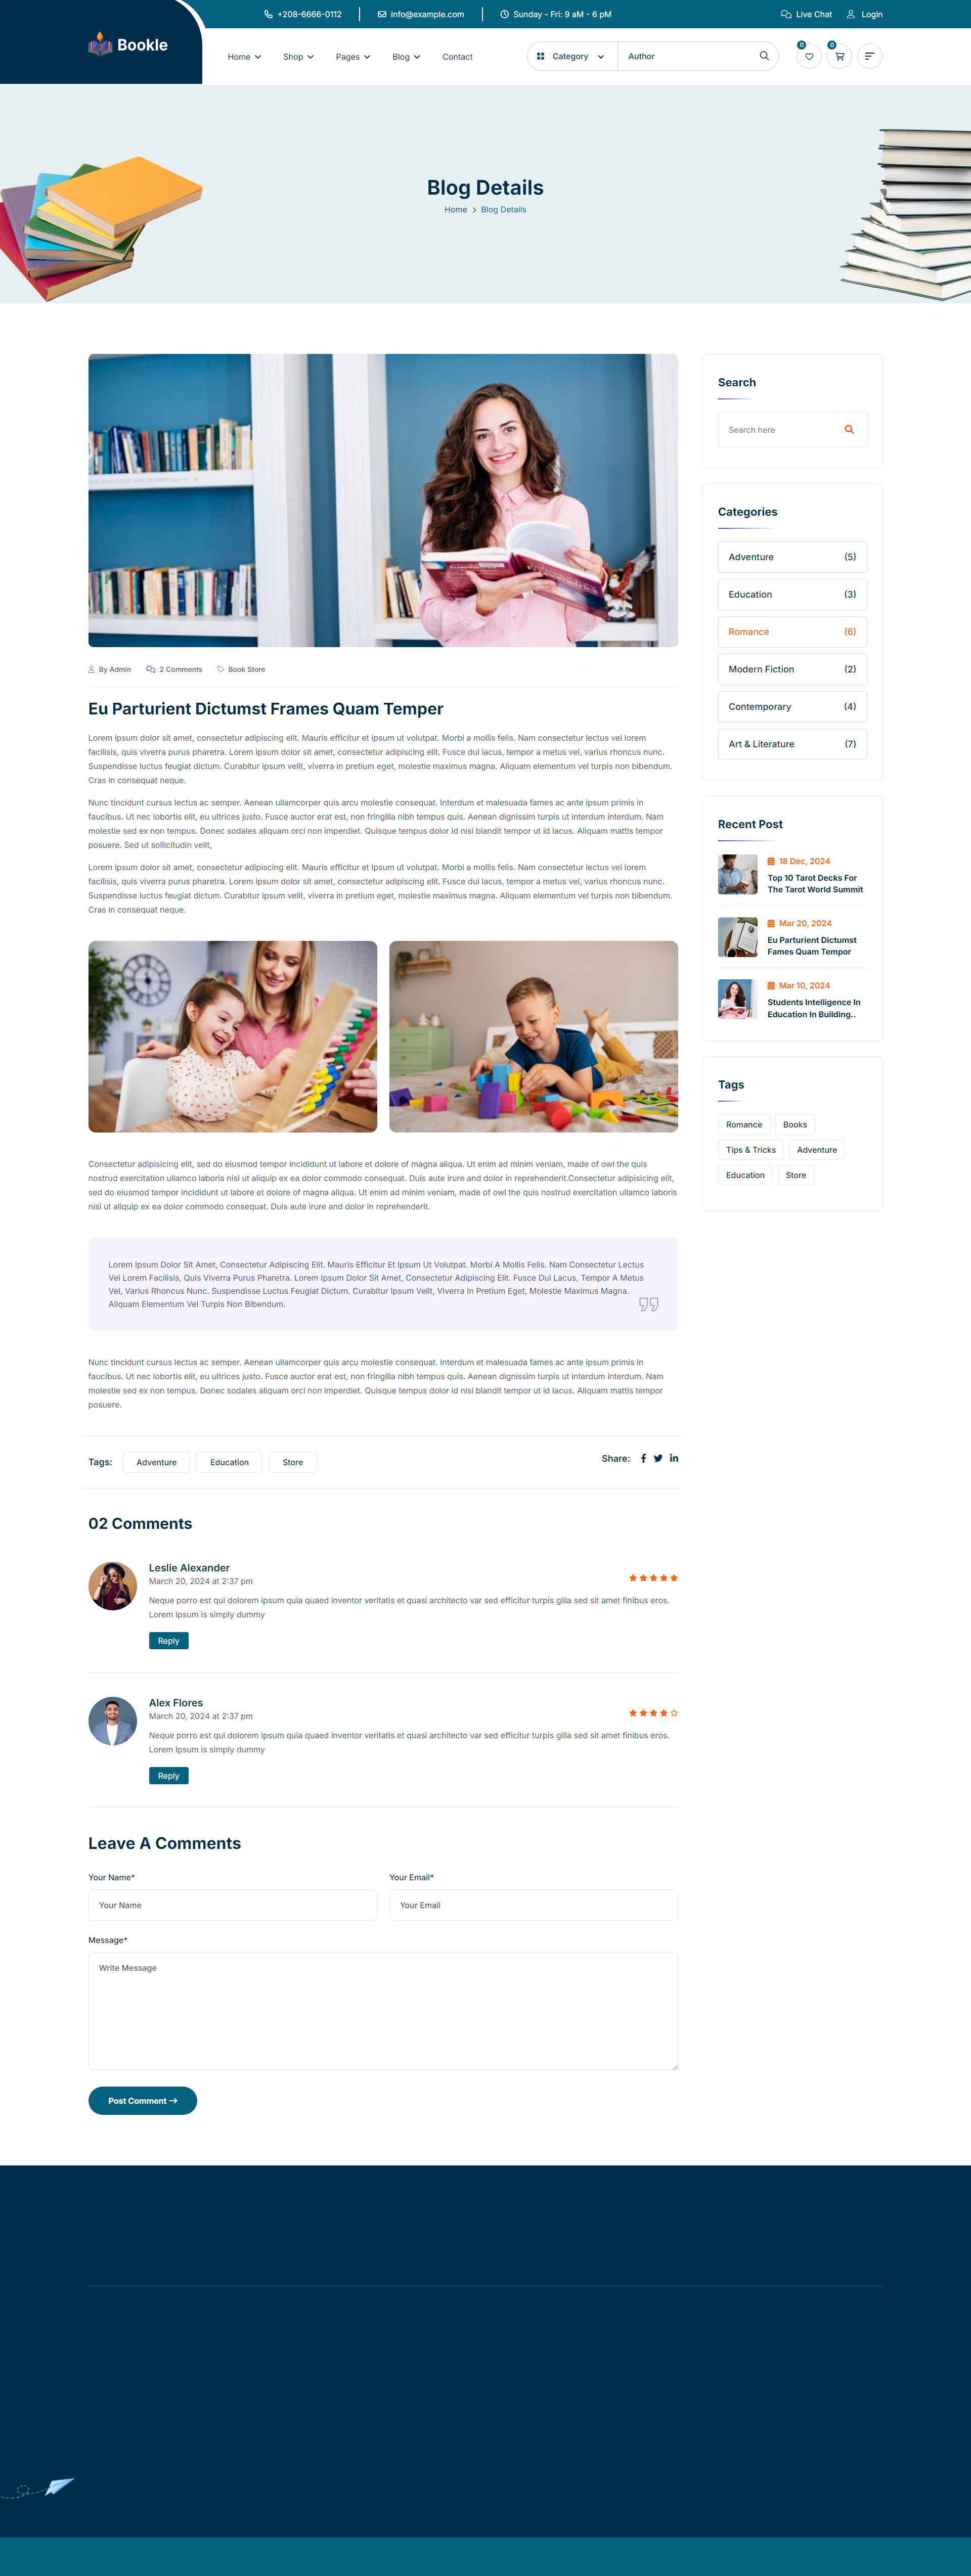 +208-6666-0112
info@example.com
Sunday - Fri: 9 aM - 6 pM
Live Chat
Login
Bookle
Home
Shop
Pages
Blog
Contact
Category
Author
0
0
Blog Details
Home > Blog Details
Search
Search here
Categories
Adventure (5)
Education (3)
Romance (6)
Modern Fiction (2)
Contemporary (4)
Art & Literature (7)
Recent Post
18 Dec, 2024
Top 10 Tarot Decks For
The Tarot World Summit
Mar 20, 2024
Eu Parturient Dictumst
Fames Quam Tempor
Mar 10, 2024
Students Intelligence In
Education In Building..
Tags
Romance
Books
Tips & Tricks
Adventure
Education
Store
By Admin
2 Comments
Book Store
Eu Parturient Dictumst Frames Quam Temper
Lorem ipsum dolor sit amet, consectetur adipiscing elit. Mauris efficitur et ipsum ut volutpat. Morbi a mollis felis. Nam consectetur lectus vel lorem
facilisis, quis viverra purus pharetra. Lorem ipsum dolor sit amet, consectetur adipiscing elit. Fusce dui lacus, tempor a metus vel, varius rhoncus nunc.
Suspendisse luctus feugiat dictum. Curabitur ipsum velit, viverra in pretium eget, molestie maximus magna. Aliquam elementum vel turpis non bibendum.
Cras in consequat neque.
Nunc tincidunt cursus lectus ac semper. Aenean ullamcorper quis arcu molestie consequat. Interdum et malesuada fames ac ante ipsum primis in
faucibus. Ut nec lobortis elit, eu ultrices justo. Fusce auctor erat est, non fringilla nibh tempus quis. Aenean dignissim turpis ut interdum interdum. Nam
molestie sed ex non tempus. Donec sodales aliquam orci non imperdiet. Quisque tempus dolor id nisi blandit tempor ut id lacus. Aliquam mattis tempor
posuere. Sed ut sollicitudin velit,
Lorem ipsum dolor sit amet, consectetur adipiscing elit. Mauris efficitur et ipsum ut volutpat. Morbi a mollis felis. Nam consectetur lectus vel lorem
facilisis, quis viverra purus pharetra. Lorem ipsum dolor sit amet, consectetur adipiscing elit. Fusce dui lacus, tempor a metus vel, varius rhoncus nunc.
Suspendisse luctus feugiat dictum. Curabitur ipsum velit, viverra in pretium eget, molestie maximus magna. Aliquam elementum vel turpis non bibendum.
Cras in consequat neque.
Consectetur adipisicing elit, sed do eiusmod tempor incididunt ut labore et dolore of magna aliqua. Ut enim ad minim veniam, made of owl the quis
nostrud exercitation ullamco laboris nisi ut aliquip ex ea dolor commodo consequat. Duis aute irure and dolor in reprehenderit.Consectetur adipisicing elit,
sed do eiusmod tempor incididunt ut labore et dolore of magna aliqua. Ut enim ad minim veniam, made of owl the quis nostrud exercitation ullamco laboris
nisi ut aliquip ex ea dolor commodo consequat. Duis aute irure and dolor in reprehenderit.
Lorem Ipsum Dolor Sit Amet, Consectetur Adipiscing Elit. Mauris Efficitur Et Ipsum Ut Volutpat. Morbi A Mollis Felis. Nam Consectetur Lectus
Vel Lorem Facilisis, Quis Viverra Purus Pharetra. Lorem Ipsum Dolor Sit Amet, Consectetur Adipiscing Elit. Fusce Dui Lacus, Tempor A Metus
Vel, Varius Rhoncus Nunc. Suspendisse Luctus Feugiat Dictum. Curabitur Ipsum Velit, Viverra In Pretium Eget, Molestie Maximus Magna.
Aliquam Elementum Vel Turpis Non Bibendum.
Nunc tincidunt cursus lectus ac semper. Aenean ullamcorper quis arcu molestie consequat. Interdum et malesuada fames ac ante ipsum primis in
faucibus. Ut nec lobortis elit, eu ultrices justo. Fusce auctor erat est, non fringilla nibh tempus quis. Aenean dignissim turpis ut interdum interdum. Nam
molestie sed ex non tempus. Donec sodales aliquam orci non imperdiet. Quisque tempus dolor id nisi blandit tempor ut id lacus. Aliquam mattis tempor
posuere.
Tags: Adventure Education Store
Share:
02 Comments
Leslie Alexander
March 20, 2024 at 2:37 pm
Neque porro est qui dolorem ipsum quia quaed inventor veritatis et quasi architecto var sed efficitur turpis gilla sed sit amet finibus eros.
Lorem Ipsum is simply dummy
Reply
Alex Flores
March 20, 2024 at 2:37 pm
Neque porro est qui dolorem ipsum quia quaed inventor veritatis et quasi architecto var sed efficitur turpis gilla sed sit amet finibus eros.
Lorem Ipsum is simply dummy
Reply
Leave A Comments
Your Name*
Your Email*
Your Name
Your Email
Message*
Write Message
Post Comment